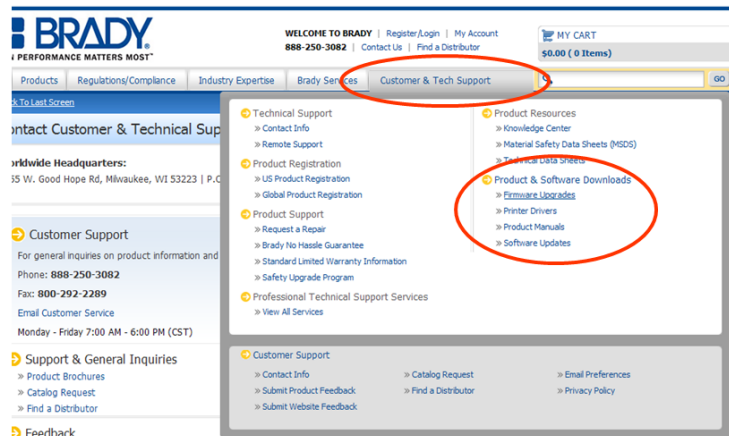 BRADY.
PERFORMANCE MATTERS MOST™
WELCOME TO BRADY | Register/Login | My Account
888-250-3082 | Contact Us | Find a Distributor
MY CART
$0.00 ( 0 Items)
Products
Regulations/Compliance
Industry Expertise
Brady Services
Customer & Tech Support
GO
To Last Screen
Contact Customer & Technical Sup
Worldwide Headquarters:
W. Good Hope Rd, Milwaukee, WI 53223 | P.O
Customer Support
For general inquiries on product information and
Phone: 888-250-3082
Fax: 800-292-2289
Email Customer Service
Monday - Friday 7:00 AM - 6:00 PM (CST)
Support & General Inquiries
» Product Brochures
» Catalog Request
» Find a Distributor
Feedback
Technical Support
» Contact Info
» Remote Support
Product Registration
» US Product Registration
» Global Product Registration
Product Support
» Request a Repair
» Brady No Hassle Guarantee
» Standard Limited Warranty Information
» Safety Upgrade Program
Professional Technical Support Services
» View All Services
Product Resources
» Knowledge Center
» Material Safety Data Sheets (MSDS)
» Technical Data Sheets
Product & Software Downloads
» Firmware Upgrades
» Printer Drivers
» Product Manuals
» Software Updates
Customer Support
» Contact Info
» Submit Product Feedback
» Submit Website Feedback
» Catalog Request
» Find a Distributor
» Email Preferences
» Privacy Policy